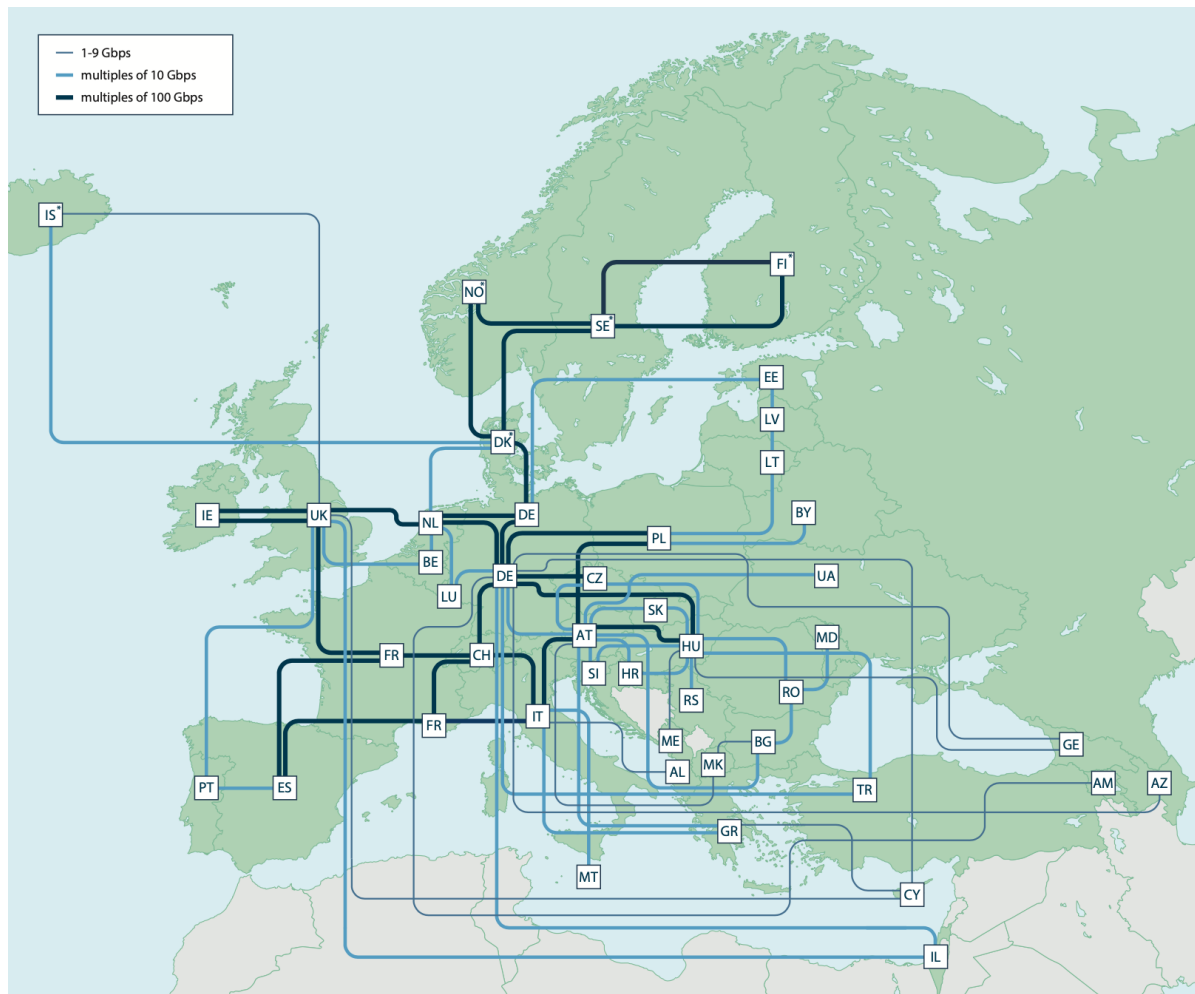 1-9 Gbps
multiples of 10 Gbps
multiples of 100 Gbps
IS*
FI*
NO*
SE*
EE
LV
DK*
LT
IE
UK
NL
DE
BY
PL
BE
DE
CZ
UA
LU
SK
AT
HU
MD
FR
CH
SI
HR
RS
RO
FR
IT
ME
BG
GE
AL
MK
PT
ES
TR
AM
AZ
GR
MT
CY
IL